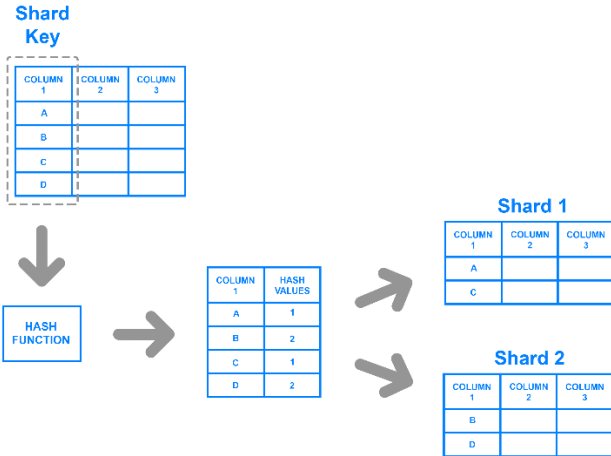 Shard
Key
COLUMN COLUMN COLUMN
1 2 3
A
B
C
D
HASH
FUNCTION
COLUMN HASH
1 VALUES
A 1
B 2
C 1
D 2
Shard 1
COLUMN COLUMN COLUMN
1 2 3
A
C
Shard 2
COLUMN COLUMN COLUMN
1 2 3
B
D